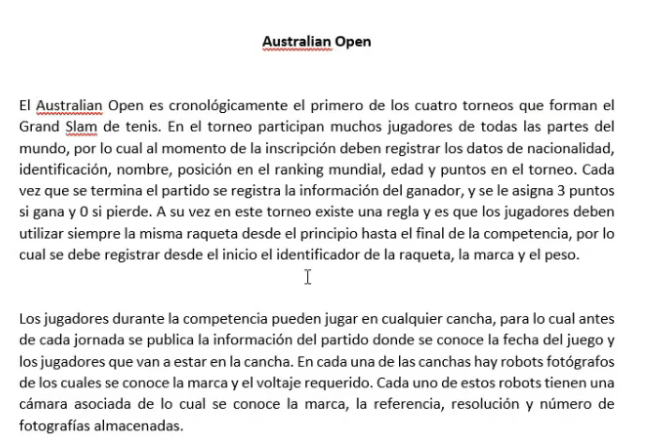 Australian Open
El Australian Open es cronológicamente el primero de los cuatro torneos que forman el
Grand Slam de tenis. En el torneo participan muchos jugadores de todas las partes del
mundo, por lo cual al momento de la inscripción deben registrar los datos de nacionalidad,
identificación, nombre, posición en el ranking mundial, edad y puntos en el torneo. Cada
vez que se termina el partido se registra la información del ganador, y se le asigna 3 puntos
si gana y 0 si pierde. A su vez en este torneo existe una regla y es que los jugadores deben
utilizar siempre la misma raqueta desde el principio hasta el final de la competencia, por lo
cual se debe registrar desde el inicio el identificador de la raqueta, la marca y el peso.
Los jugadores durante la competencia pueden jugar en cualquier cancha, para lo cual antes
de cada jornada se publica la información del partido donde se conoce la fecha del juego y
los jugadores que van a estar en la cancha. En cada una de las canchas hay robots fotógrafos
de los cuales se conoce la marca y el voltaje requerido. Cada uno de estos robots tienen una
cámara asociada de lo cual se conoce la marca, la referencia, resolución y número de
fotografías almacenadas.